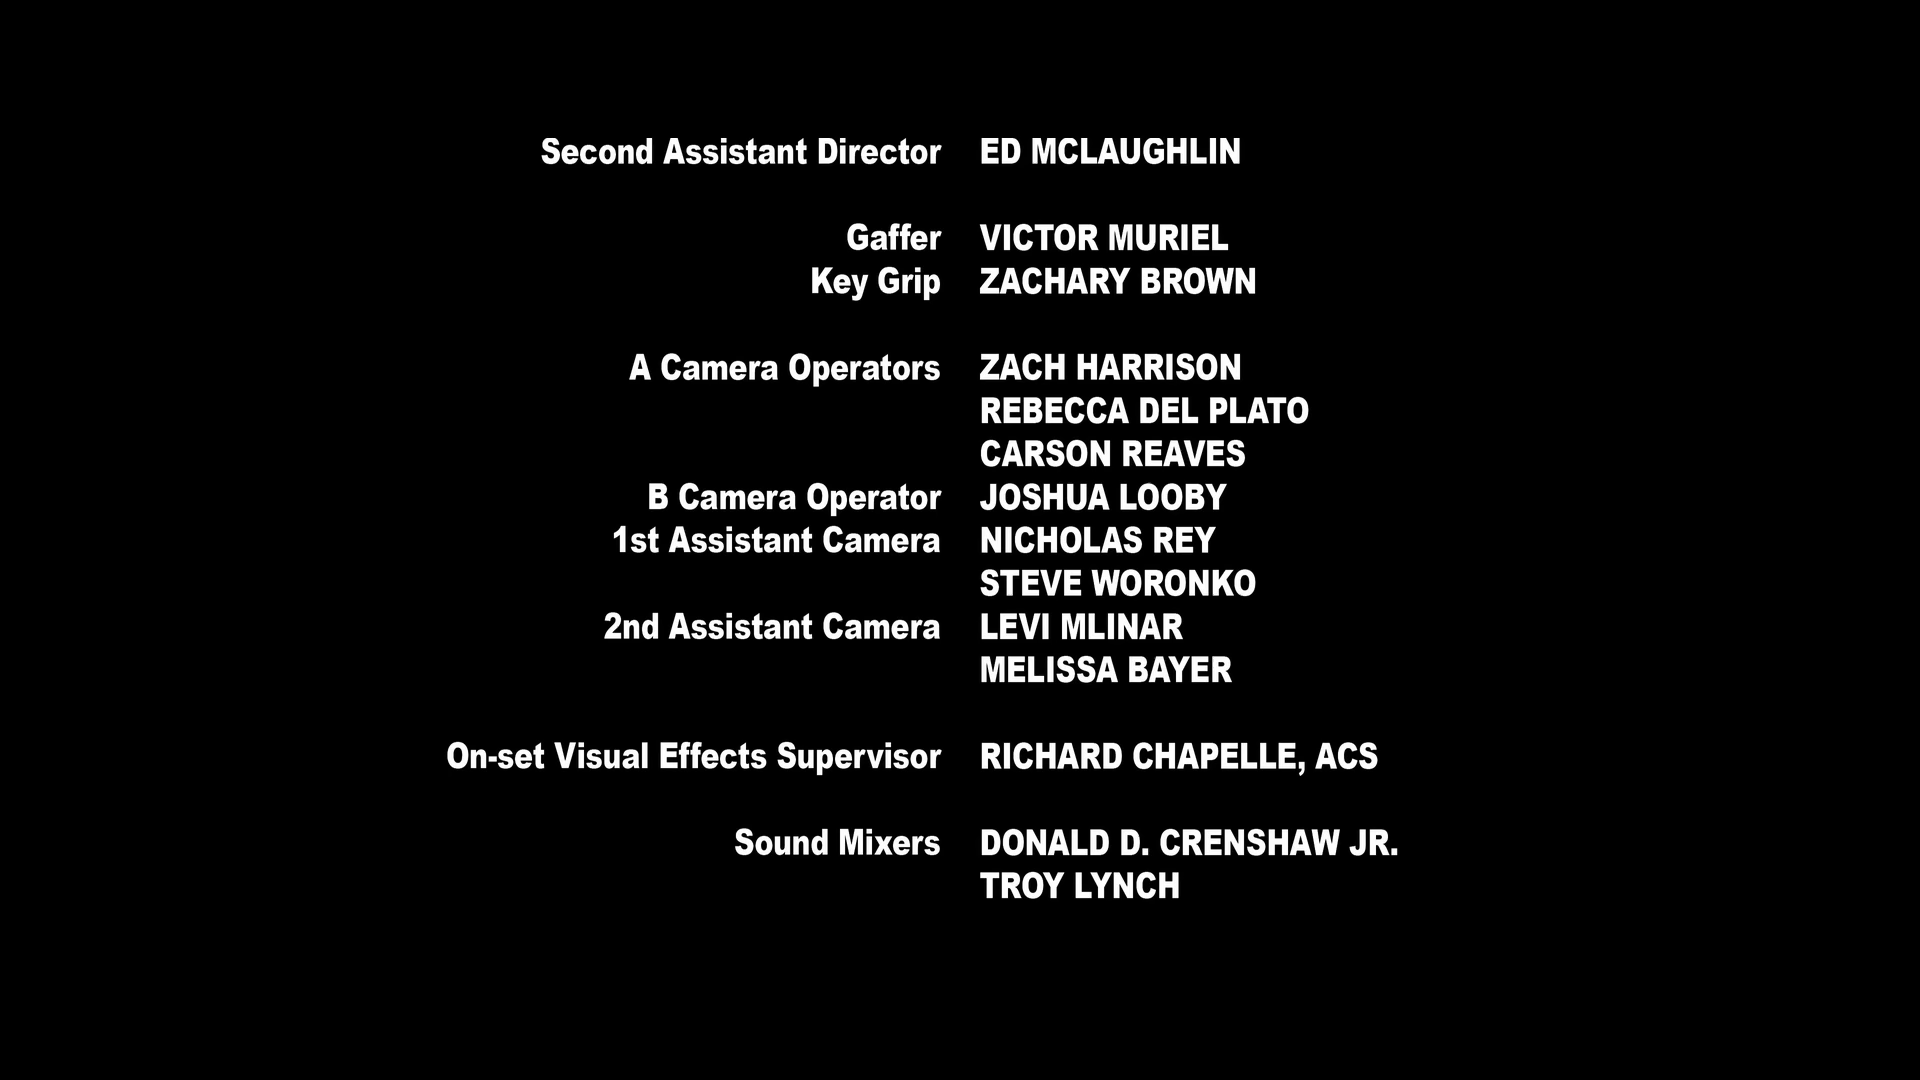 Second Assistant Director ED MCLAUGHLIN
Gaffer VICTOR MURIEL
Key Grip ZACHARY BROWN
A Camera Operators ZACH HARRISON
REBECCA DEL PLATO
CARSON REAVES
B Camera Operator JOSHUA LOOBY
1st Assistant Camera NICHOLAS REY
STEVE WORONKO
2nd Assistant Camera LEVI MLINAR
MELISSA BAYER
On-set Visual Effects Supervisor RICHARD CHAPELLE, ACS
Sound Mixers DONALD D. CRENSHAW JR.
TROY LYNCH